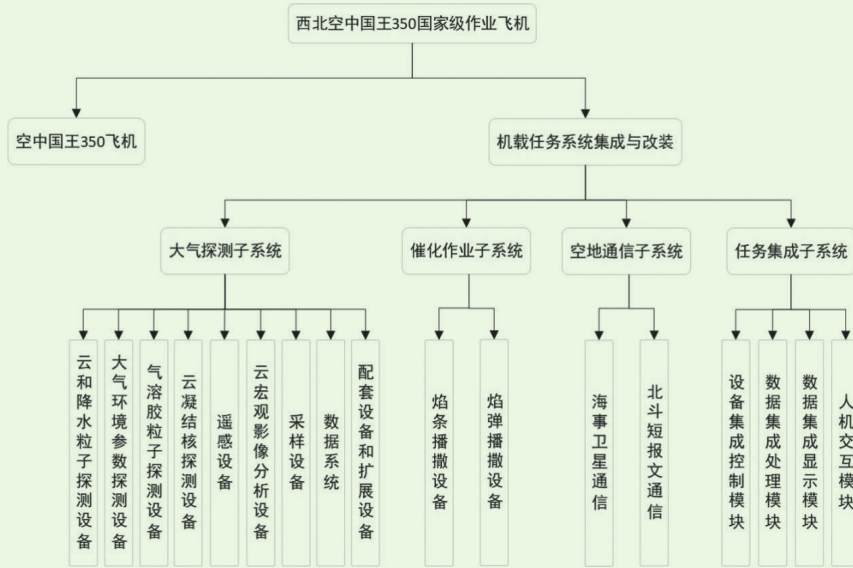 西北空中国王350国家级作业飞机
空中国王350飞机
机载任务系统集成与改装
大气探测子系统
催化作业子系统
空地通信子系统
任务集成子系统
云和降水粒子探测设备
大气环境参数探测设备
气溶胶粒子探测设备
云凝结核探测设备
遥感设备
云宏观影像分析设备
采样设备
数据系统
配套设备和扩展设备
焰条播撒设备
焰弹播撒设备
海事卫星通信
北斗短报文通信
设备集成控制模块
数据集成处理模块
数据集成显示模块
人机交互模块